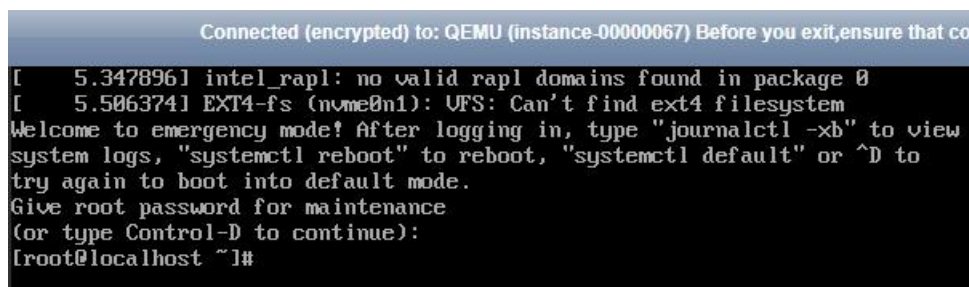 Connected (encrypted) to: QEMU (instance-00000067) Before you exit,ensure that co
[    5.347896] intel_rapl: no valid rapl domains found in package 0
[    5.506374] EXT4-fs (nvme0n1): VFS: Can't find ext4 filesystem
Welcome to emergency mode! After logging in, type "journalctl -xb" to view
system logs, "systemctl reboot" to reboot, "systemctl default" or ^D to
try again to boot into default mode.
Give root password for maintenance
(or type Control-D to continue):
[root@localhost ~]#